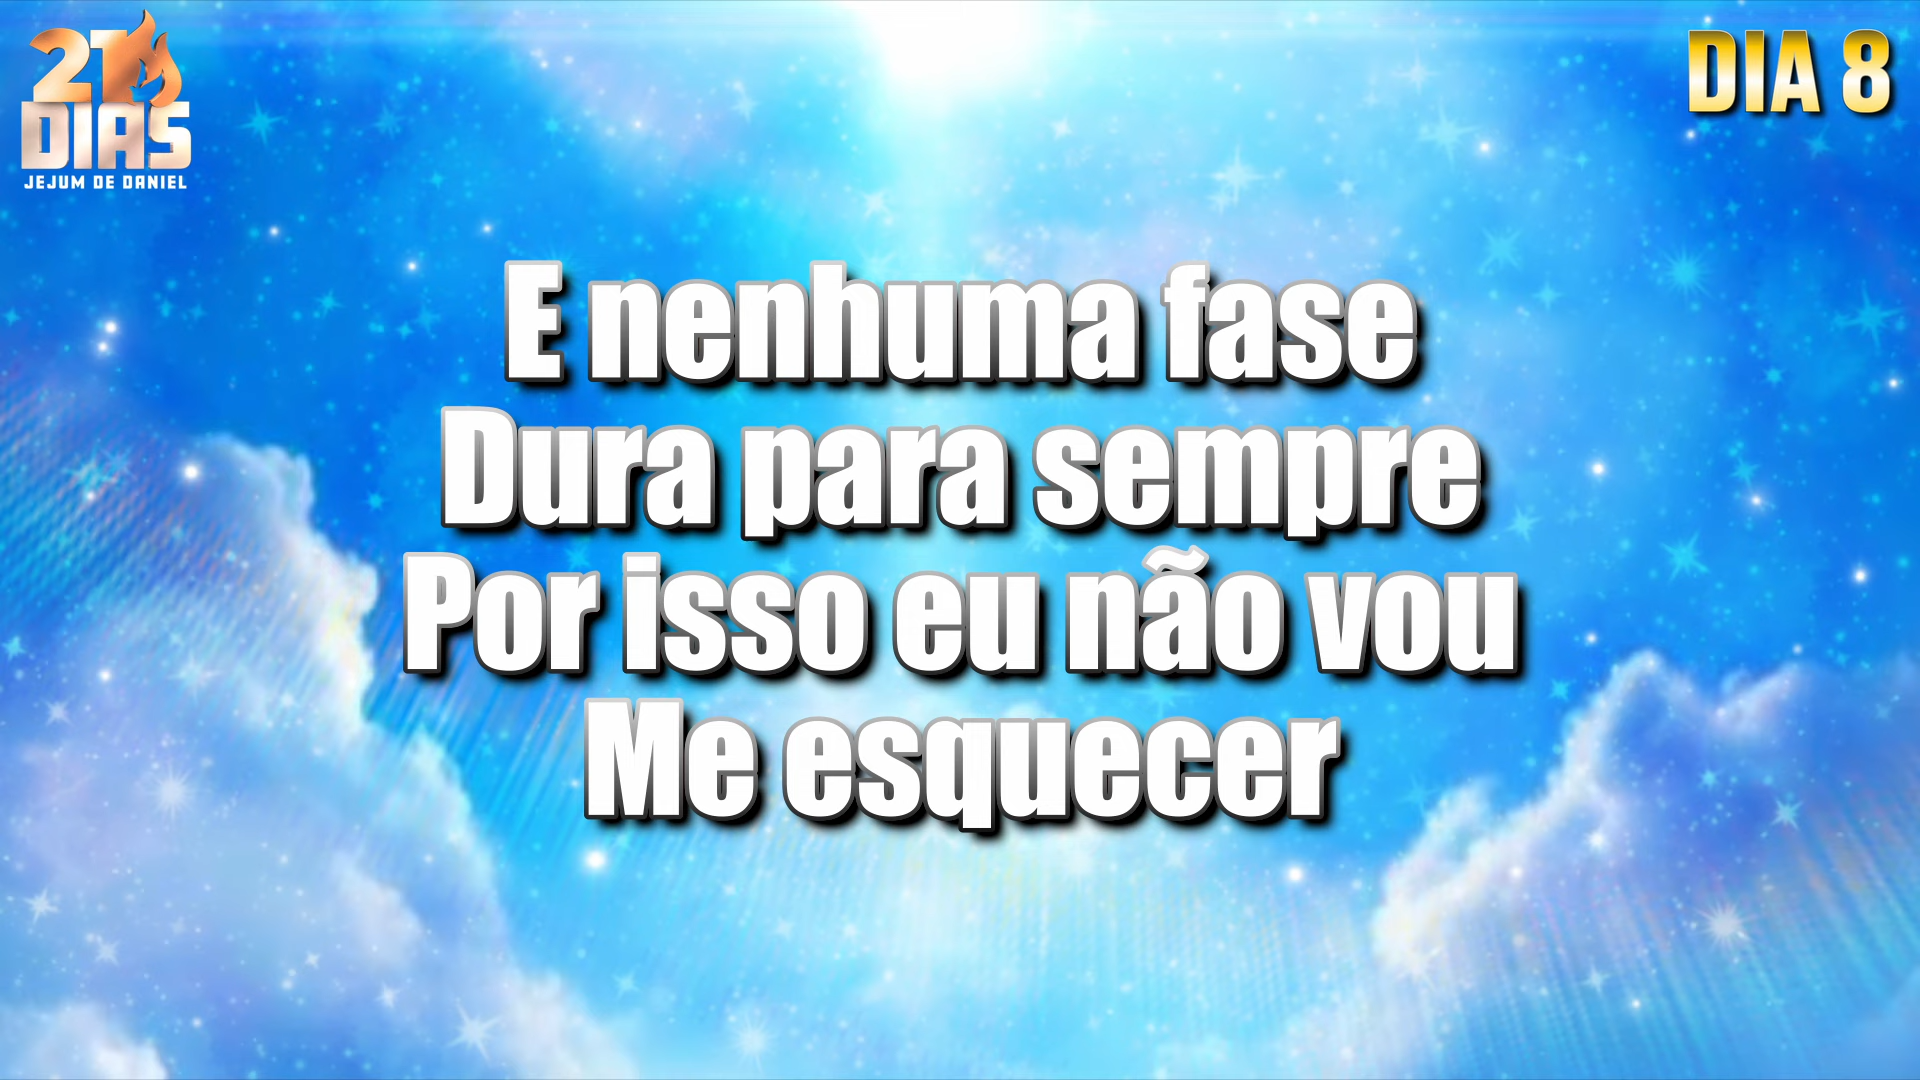 21
DIAS
JEJUM DE DANIEL
DIA 8
E nenhuma fase
Dura para sempre
Por isso eu não vou
Me esquecer